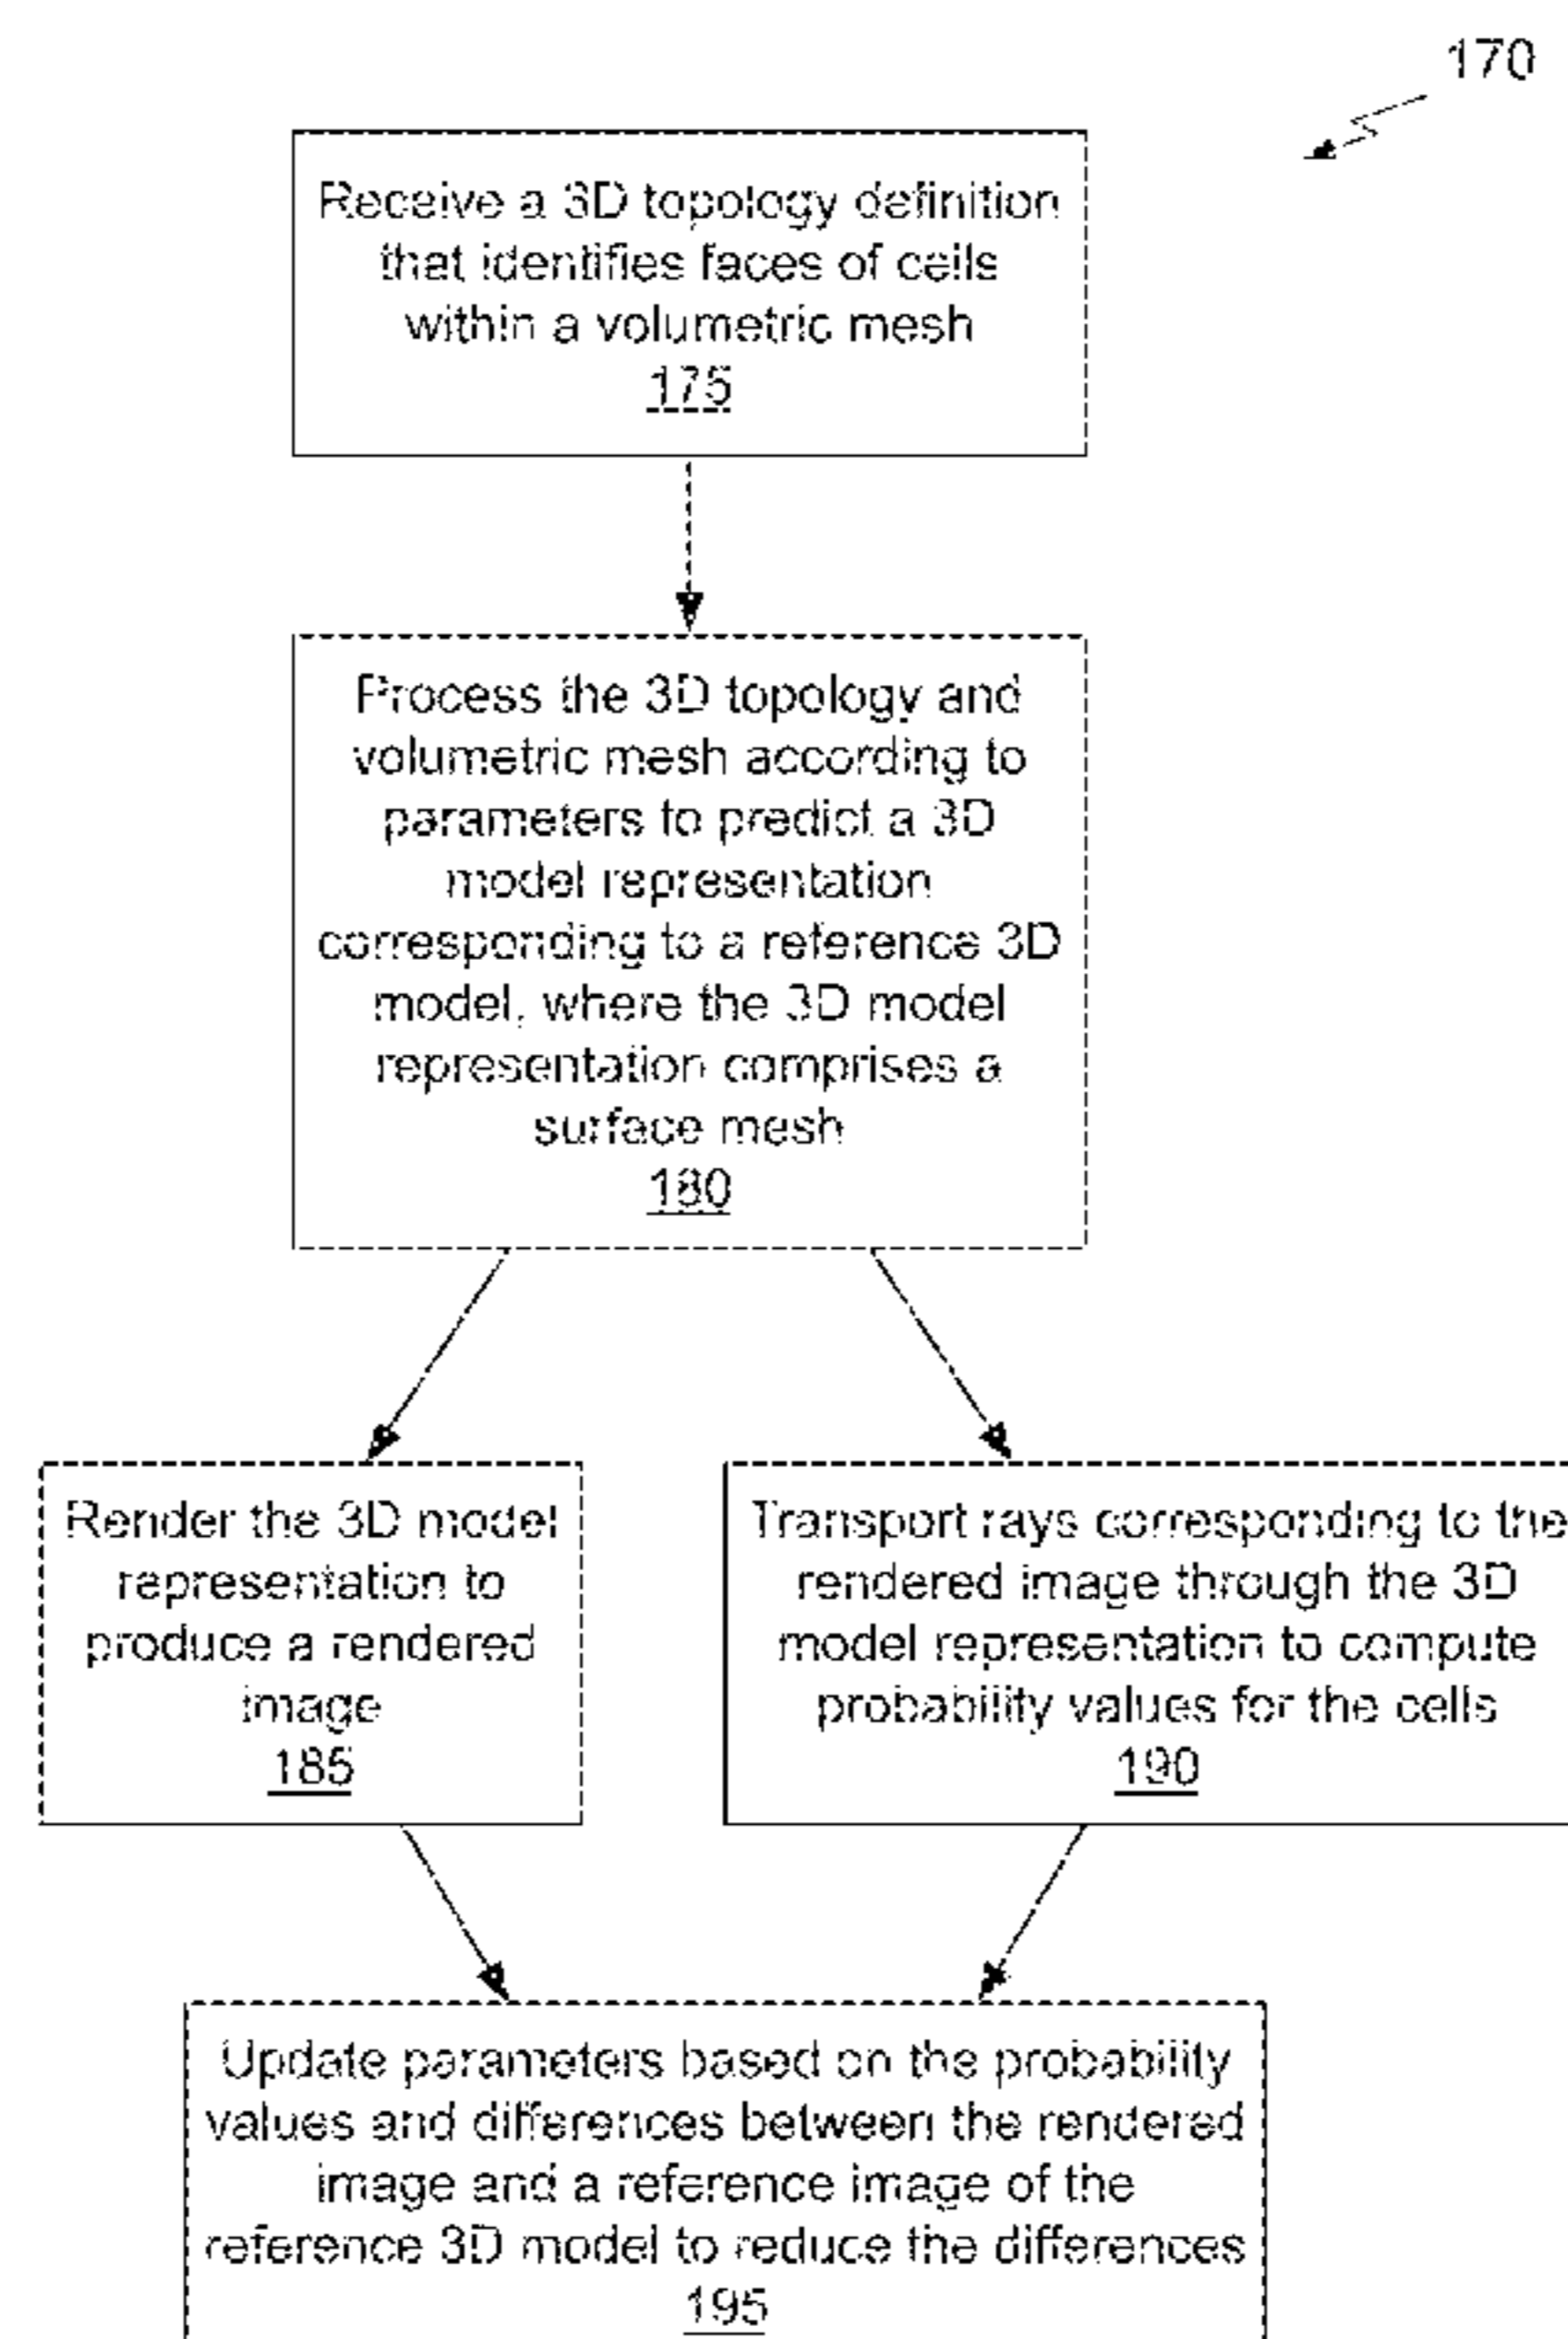 170
Receive a 3D topology definition
that identifies faces of cells
within a volumetric mesh
175
Process the 3D topology and
volumetric mesh according to
parameters to predict a 3D
model representation
corresponding to a reference 3D
model, where the 3D model
representation comprises a
surface mesh
180
Render the 3D model
representation to
produce a rendered
image
185
Transport rays corresponding to the
rendered image through the 3D
model representation to compute
probability values for the cells
190
Update parameters based on the probability
values and differences between the rendered
image and a reference image of the
reference 3D model to reduce the differences
195